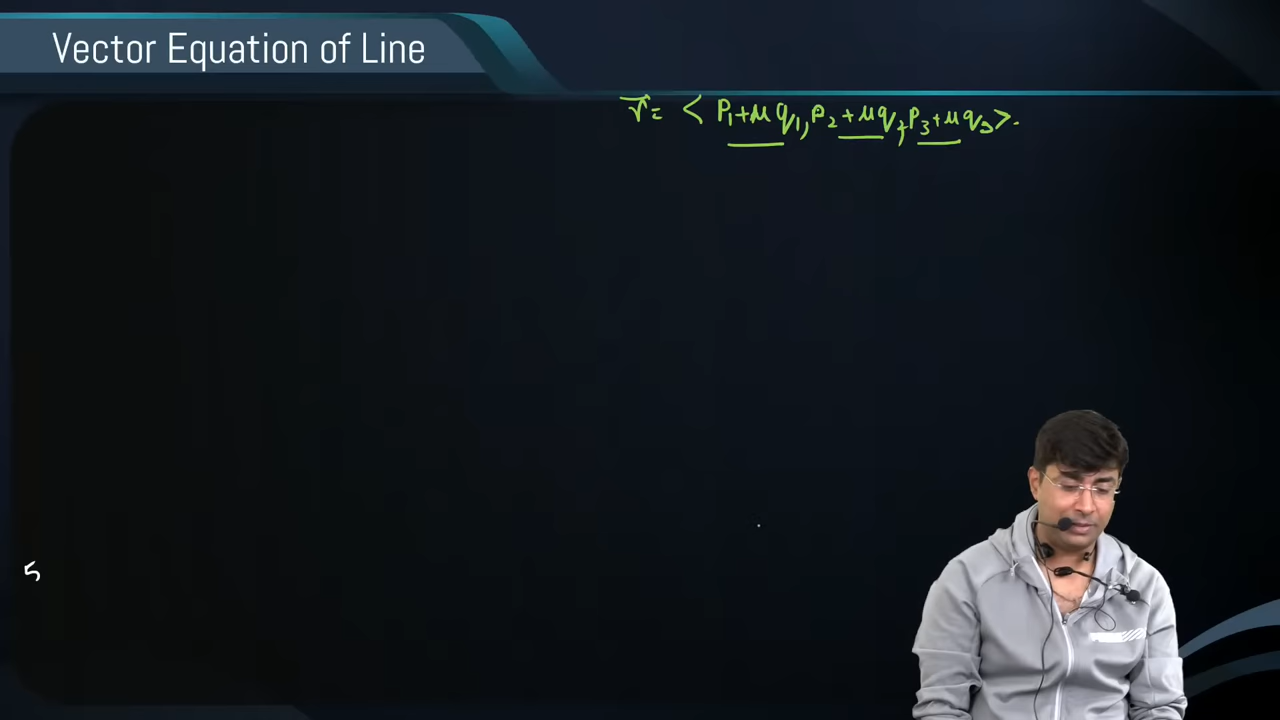 Vector Equation of Line
r⃗ = < P₁+μq₁, P₂+μq₂, P₃+μq₃>.
5